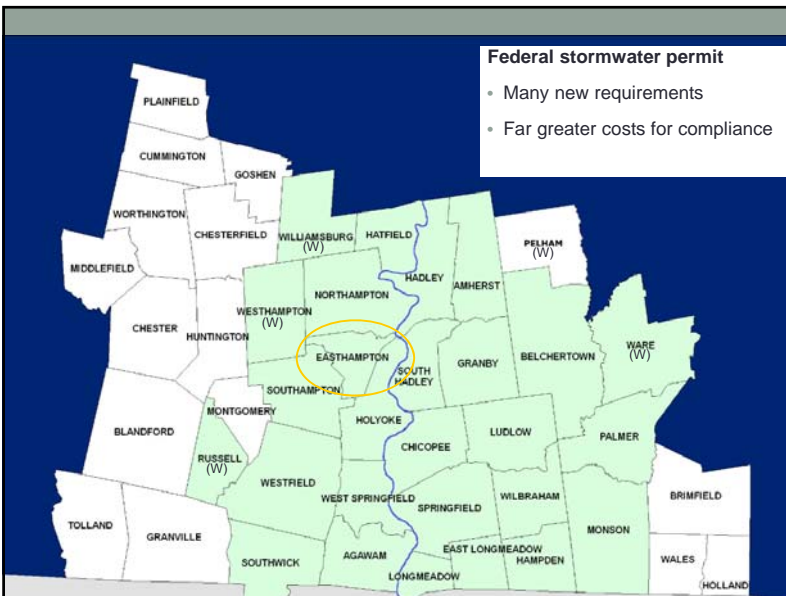 Federal stormwater permit
• Many new requirements
• Far greater costs for compliance
PLAINFIELD
CUMMINGTON
GOSHEN
WORTHINGTON
CHESTERFIELD
WILLIAMSBURG
(W)
HATFIELD
PELHAM
(W)
MIDDLEFIELD
HADLEY
AMHERST
NORTHAMPTON
WESTHAMPTON
(W)
CHESTER
HUNTINGTON
EASTHAMPTON
SOUTH
HADLEY
GRANBY
BELCHERTOWN
WARE
(W)
SOUTHAMPTON
MONTGOMERY
HOLYOKE
BLANDFORD
CHICOPEE
LUDLOW
PALMER
RUSSELL
(W)
WESTFIELD
WEST SPRINGFIELD
SPRINGFIELD
WILBRAHAM
BRIMFIELD
TOLLAND
GRANVILLE
MONSON
SOUTHWICK
AGAWAM
EAST LONGMEADOW
HAMPDEN
WALES
LONGMEADOW
HOLLAND